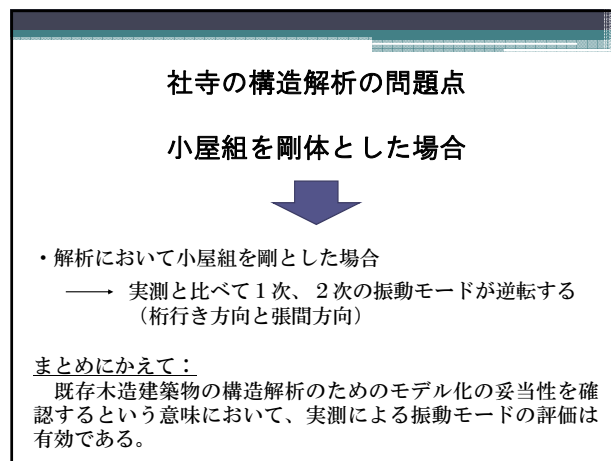 社寺の構造解析の問題点
小屋組を剛体とした場合
・解析において小屋組を剛とした場合
実測と比べて１次、２次の振動モードが逆転する
（桁行き方向と張間方向）
まとめにかえて：
既存木造建築物の構造解析のためのモデル化の妥当性を確
認するという意味において、実測による振動モードの評価は
有効である。